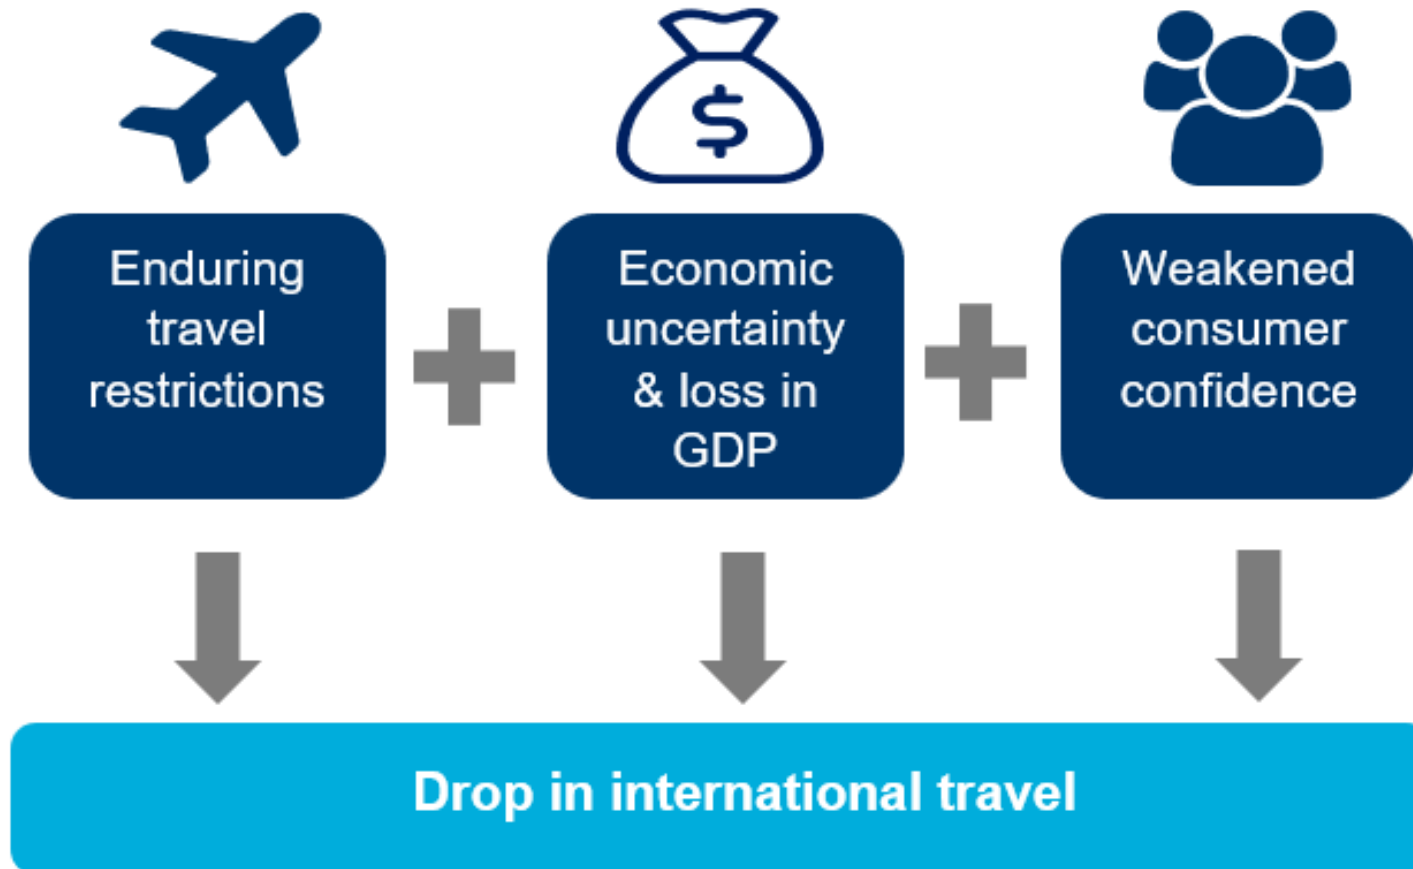 $
Enduring
travel
restrictions
Economic
uncertainty
& loss in
GDP
Weakened
consumer
confidence
Drop in international travel